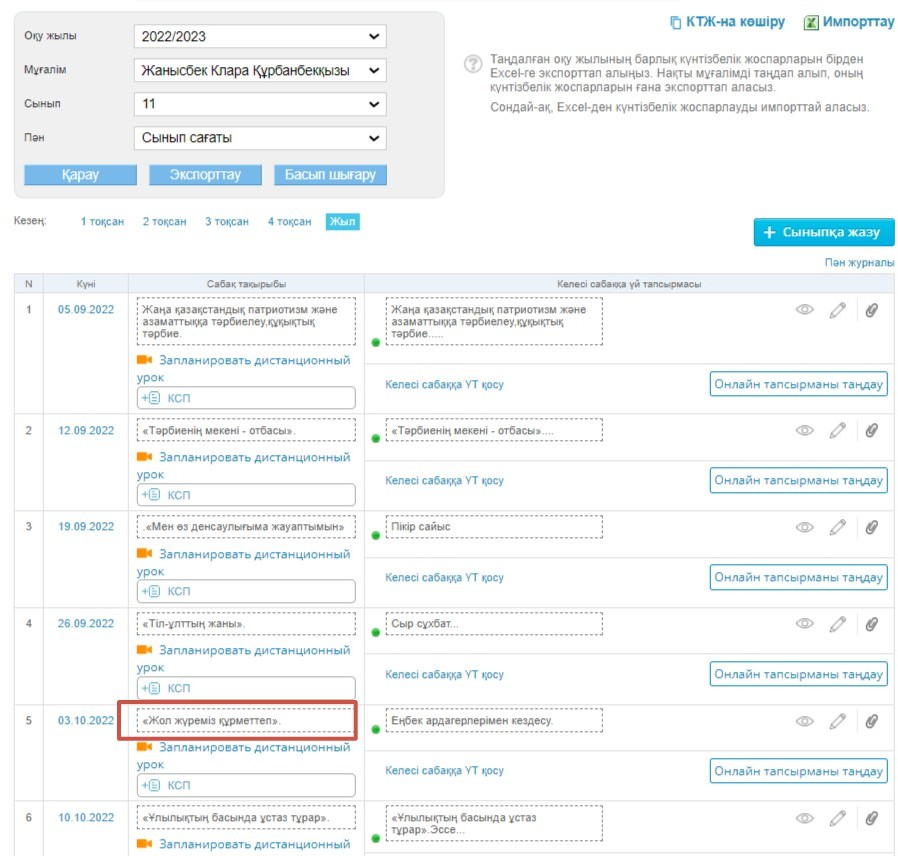 Оқу жылы 2022/2023
Мұғалім Жанысбек Клара Құрбанбекқызы
Сынып 11
Пән Сынып сағаты
Қарау Экспорттау Басып шығару
КТЖ-на көшіру Импорттау
Таңдалған оқу жылының барлық күнтізбелік жоспарларын бірден
Excel-ге экспорттап алыңыз. Нақты мұғалімді таңдап алып, оның
күнтізбелік жоспарларын ғана экспорттап аласыз.
Сондай-ақ, Excel-ден күнтізбелік жоспарлауды импорттай аласыз.
Кезең: 1 тоқсан 2 тоқсан 3 тоқсан 4 тоқсан Жыл
+ Сыныпқа жазу
Пән журналы
N Күні Сабақ тақырыбы Келесі сабаққа үй тапсырмасы
1 05.09.2022
Жаңа қазақстандық патриотизм және
азаматтыққа тәрбиелеу,құқықтық
тәрбие.
Запланировать дистанционный
урок
+ КСП
Жаңа қазақстандық патриотизм және
азаматтыққа тәрбиелеу,құқықтық
тәрбие.....
Келесі сабаққа ҮТ қосу Онлайн тапсырманы таңдау
2 12.09.2022
«Тәрбиенің мекені - отбасы».
Запланировать дистанционный
урок
+ КСП
«Тәрбиенің мекені - отбасы»....
Келесі сабаққа ҮТ қосу Онлайн тапсырманы таңдау
3 19.09.2022
.«Мен өз денсаулығыма жауаптымын»
Запланировать дистанционный
урок
+ КСП
Пікір сайыс
Келесі сабаққа ҮТ қосу Онлайн тапсырманы таңдау
4 26.09.2022
«Тіл-ұлттың жаны».
Запланировать дистанционный
урок
+ КСП
Сыр сұхбат...
Келесі сабаққа ҮТ қосу Онлайн тапсырманы таңдау
5 03.10.2022
«Жол жүреміз құрметтеп».
Запланировать дистанционный
урок
+ КСП
Еңбек ардагерлерімен кездесу.
Келесі сабаққа ҮТ қосу Онлайн тапсырманы таңдау
6 10.10.2022
«Ұлылықтың басында ұстаз тұрар».
Запланировать дистанционный
«Ұлылықтың басында ұстаз
тұрар».Эссе...